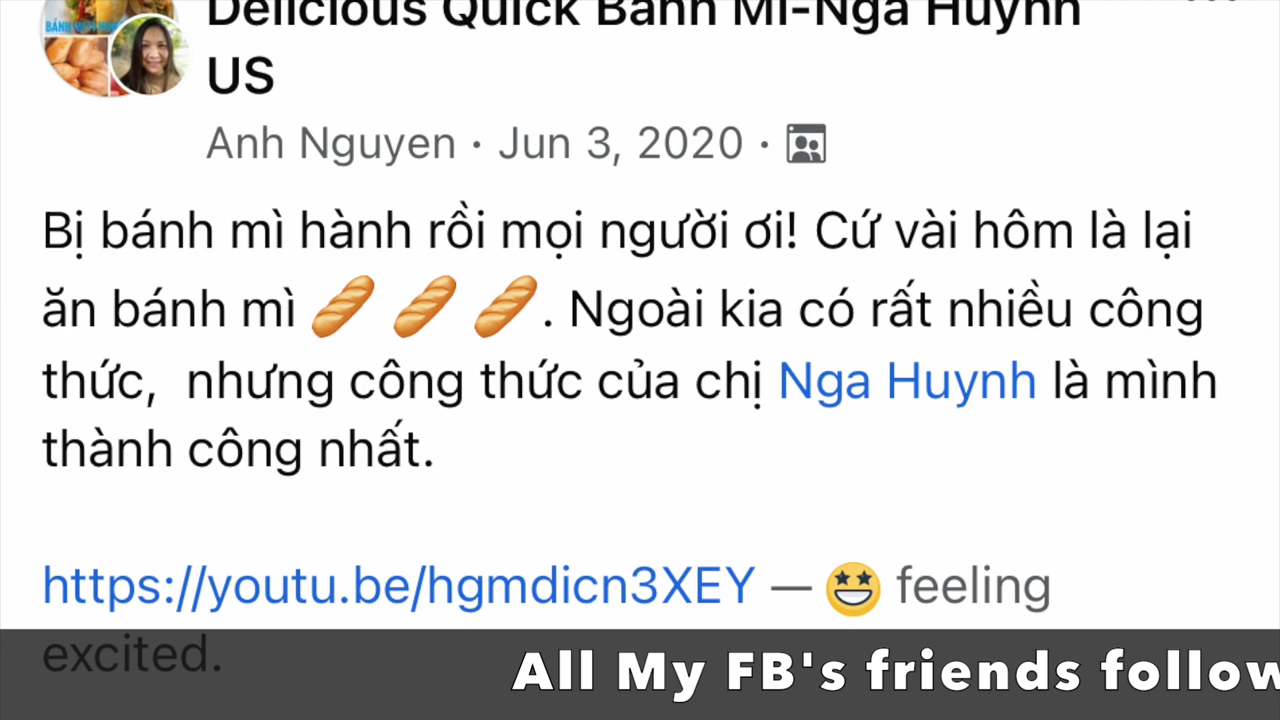 Delicious Quick Bánh Mì-Nga Huynh
US
Anh Nguyen · Jun 3, 2020 ·
Bị bánh mì hành rồi mọi người ơi! Cứ vài hôm là lại
ăn bánh mì 🥖 🥖 🥖. Ngoài kia có rất nhiều công
thức, nhưng công thức của chị Nga Huynh là mình
thành công nhất.
https://youtu.be/hgmdicn3XEY — 🤩 feeling
excited.
All My FB's friends follow